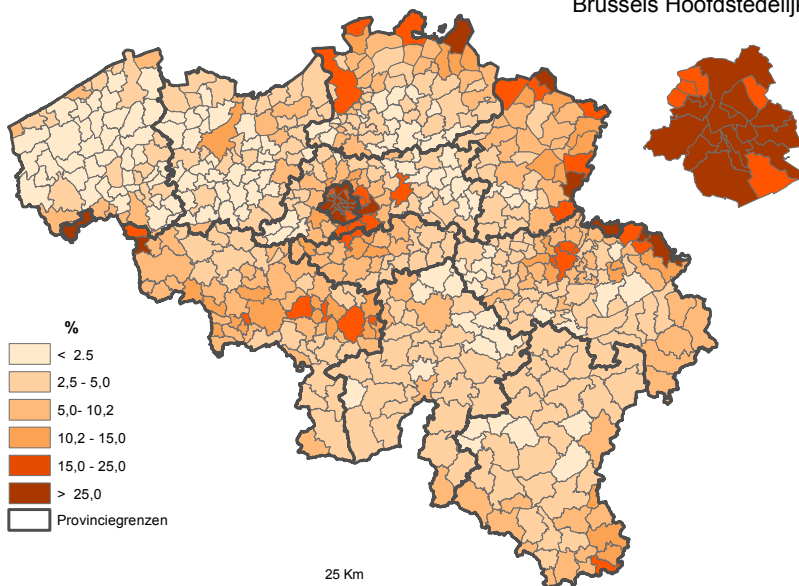 Brussels Hoofdstedelijk
%
< 2.5
2,5 - 5,0
5,0- 10,2
10,2 - 15,0
15,0 - 25,0
> 25,0
Provinciegrenzen
25 Km